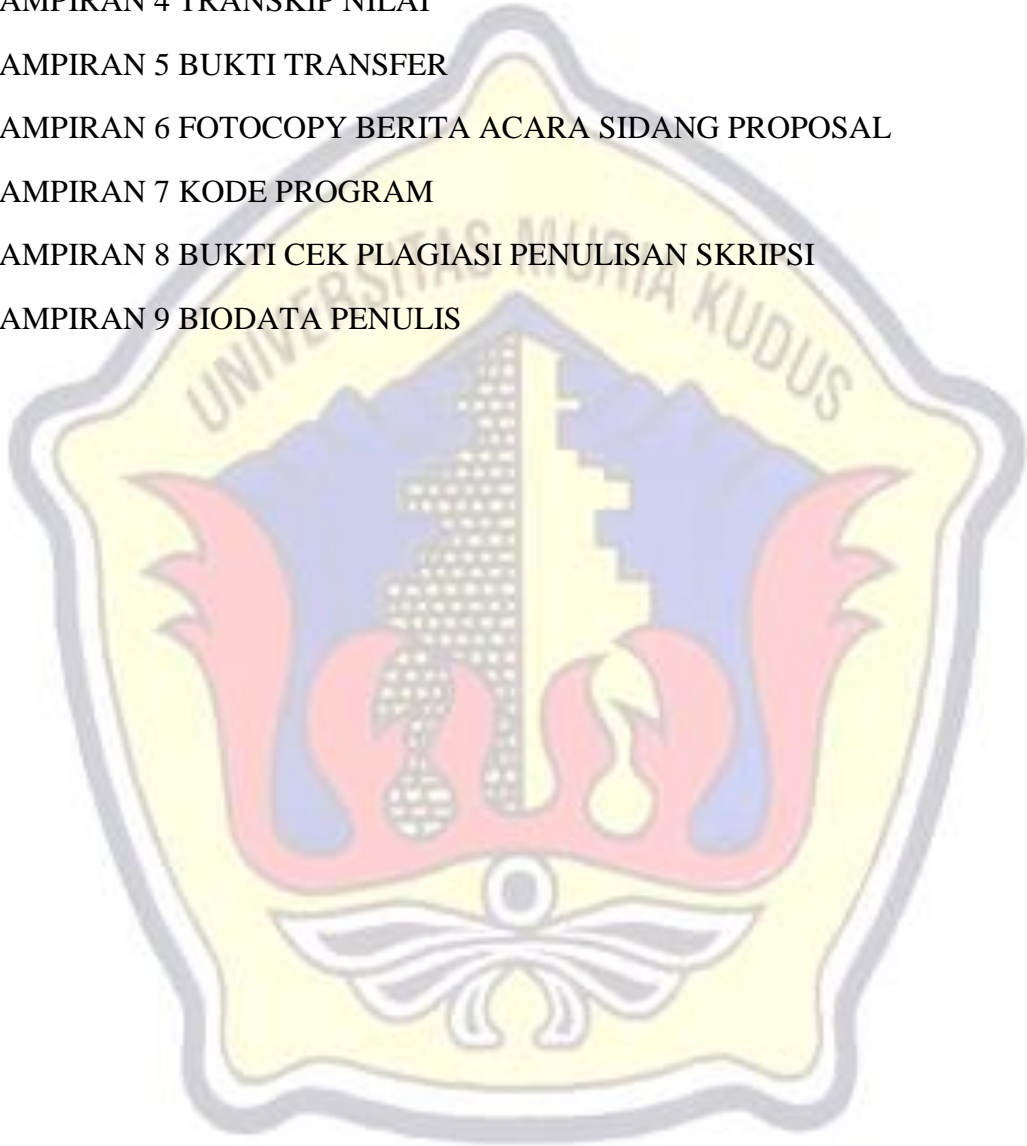 AMPIRAN 4 TRANSKIP NILAI
AMPIRAN 5 BUKTI TRANSFER
AMPIRAN 6 FOTOCOPY BERITA ACARA SIDANG PROPOSAL
AMPIRAN 7 KODE PROGRAM
AMPIRAN 8 BUKTI CEK PLAGIASI PENULISAN SKRIPSI
AMPIRAN 9 BIODATA PENULIS
UNIVERSITAS MURIA KUDUS